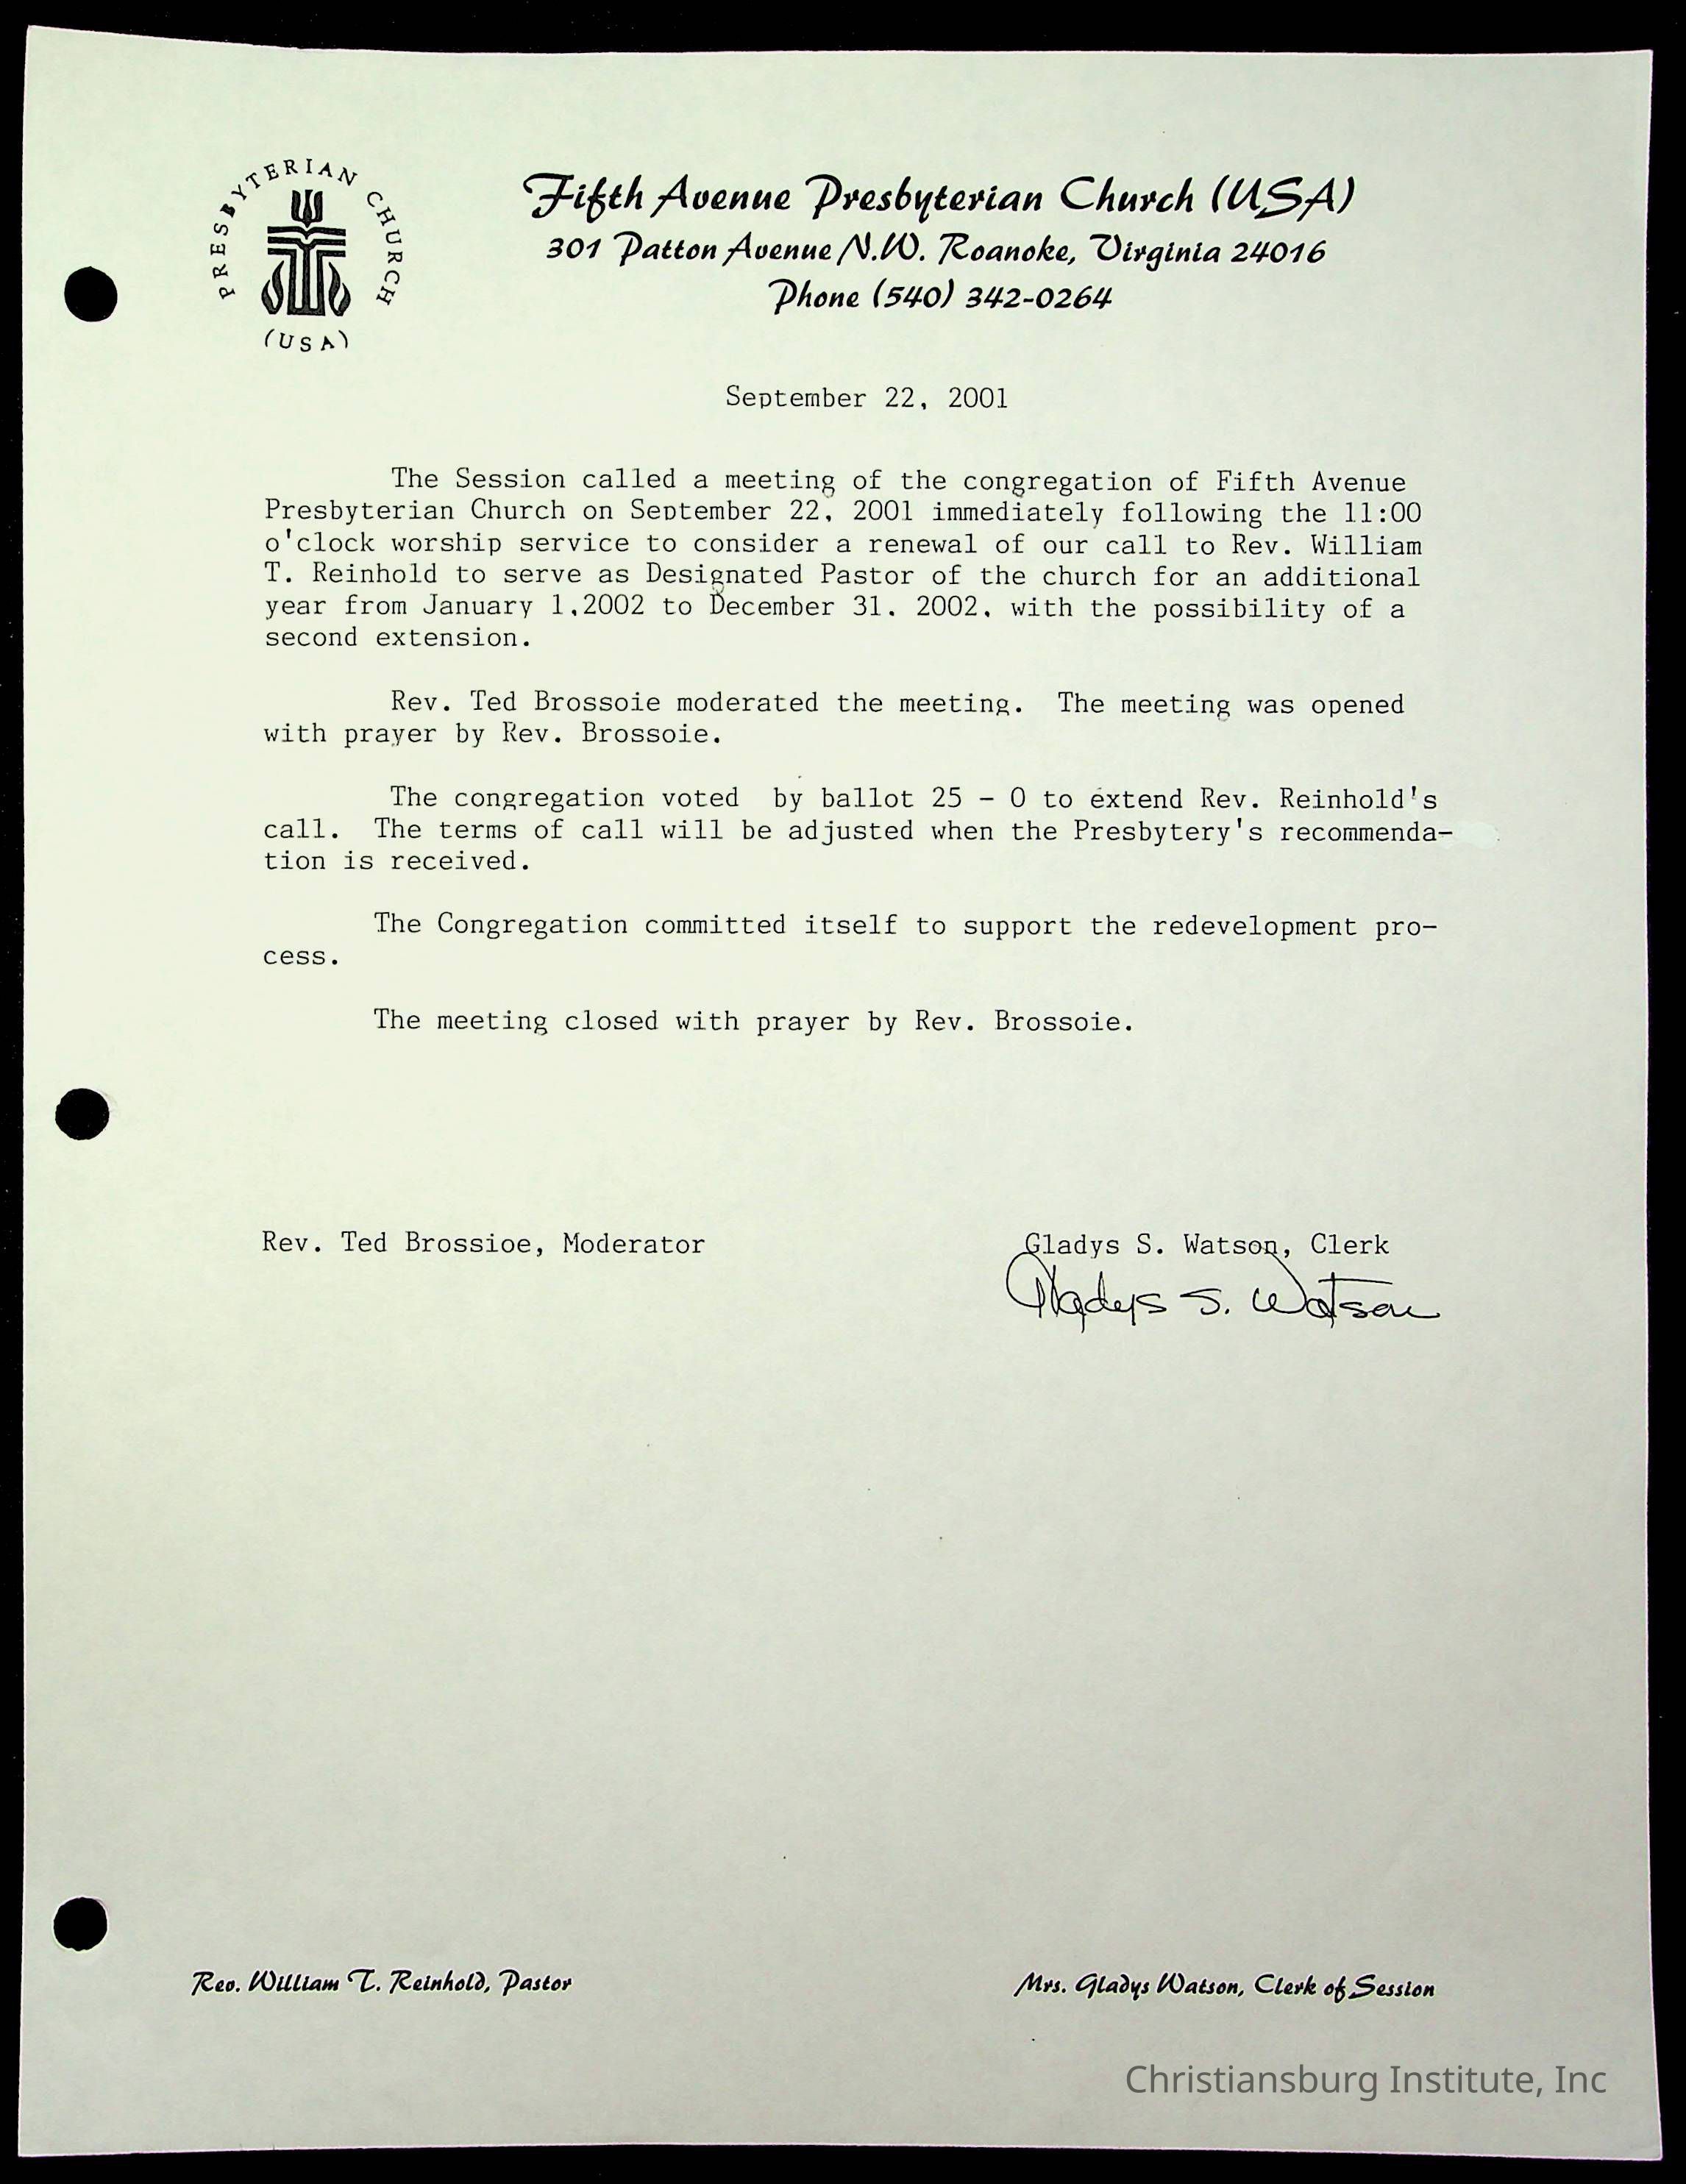 PRESBYTERIAN CHURCH
(USA)
Fifth Avenue Presbyterian Church (USA)
301 Patton Avenue N.W. Roanoke, Virginia 24016
Phone (540) 342-0264
September 22, 2001
The Session called a meeting of the congregation of Fifth Avenue
Presbyterian Church on September 22, 2001 immediately following the 11:00
o'clock worship service to consider a renewal of our call to Rev. William
T. Reinhold to serve as Designated Pastor of the church for an additional
year from January 1,2002 to December 31. 2002. with the possibility of a
second extension.
Rev. Ted Brossoie moderated the meeting. The meeting was opened
with prayer by Rev. Brossoie.
The congregation voted by ballot 25 - 0 to extend Rev. Reinhold's
call. The terms of call will be adjusted when the Presbytery's recommenda-
tion is received.
The Congregation committed itself to support the redevelopment pro-
cess.
The meeting closed with prayer by Rev. Brossoie.
Rev. Ted Brossioe, Moderator
Gladys S. Watson, Clerk
Gladys S. Watson
Rev. William T. Reinhold, Pastor
Mrs. Gladys Watson, Clerk of Session
Christiansburg Institute, Inc